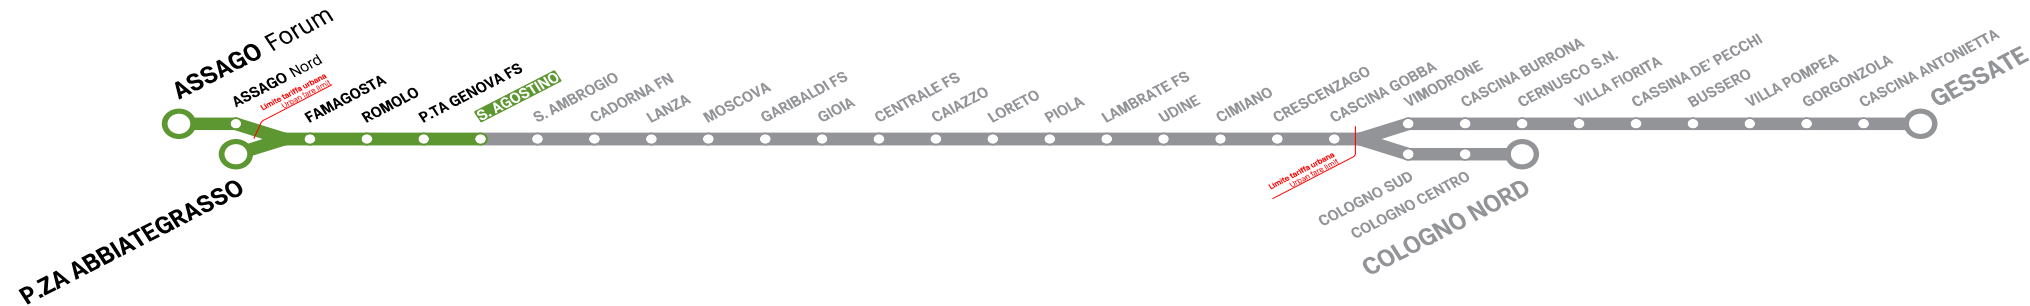 ASSAGO Forum
ASSAGO Nord
Limite tariffa urbana
Urban fare limit
P.ZA ABBIATEGRASSO
FAMAGOSTA
ROMOLO
P.TA GENOVA FS
S. AGOSTINO
S. AMBROGIO
CADORNA FN
LANZA
MOSCOVA
GARIBALDI FS
GIOIA
CENTRALE FS
CAIAZZO
LORETO
PIOLA
LAMBRATE FS
UDINE
CIMIANO
CRESCENZAGO
CASCINA GOBBA
Limite tariffa urbana
Urban fare limit
VIMODRONE
CASCINA BURRONA
CERNUSCO S.N.
VILLA FIORITA
CASSINA DE' PECCHI
BUSSERO
VILLA POMPEA
GORGONZOLA
CASCINA ANTONIETTA
GESSATE
COLOGNO SUD
COLOGNO CENTRO
COLOGNO NORD